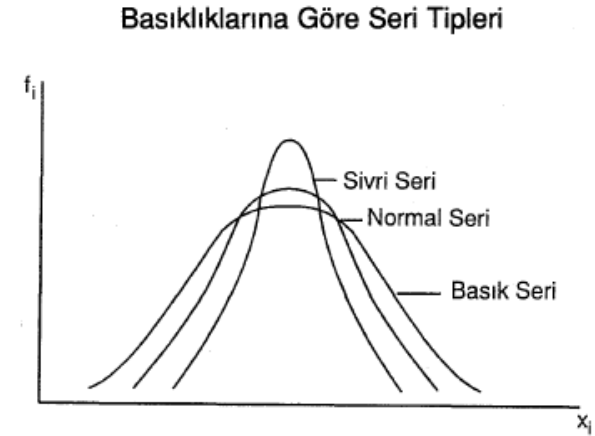 Basıklıklarına Göre Seri Tipleri
fi
Sivri Seri
Normal Seri
Basık Seri
xi